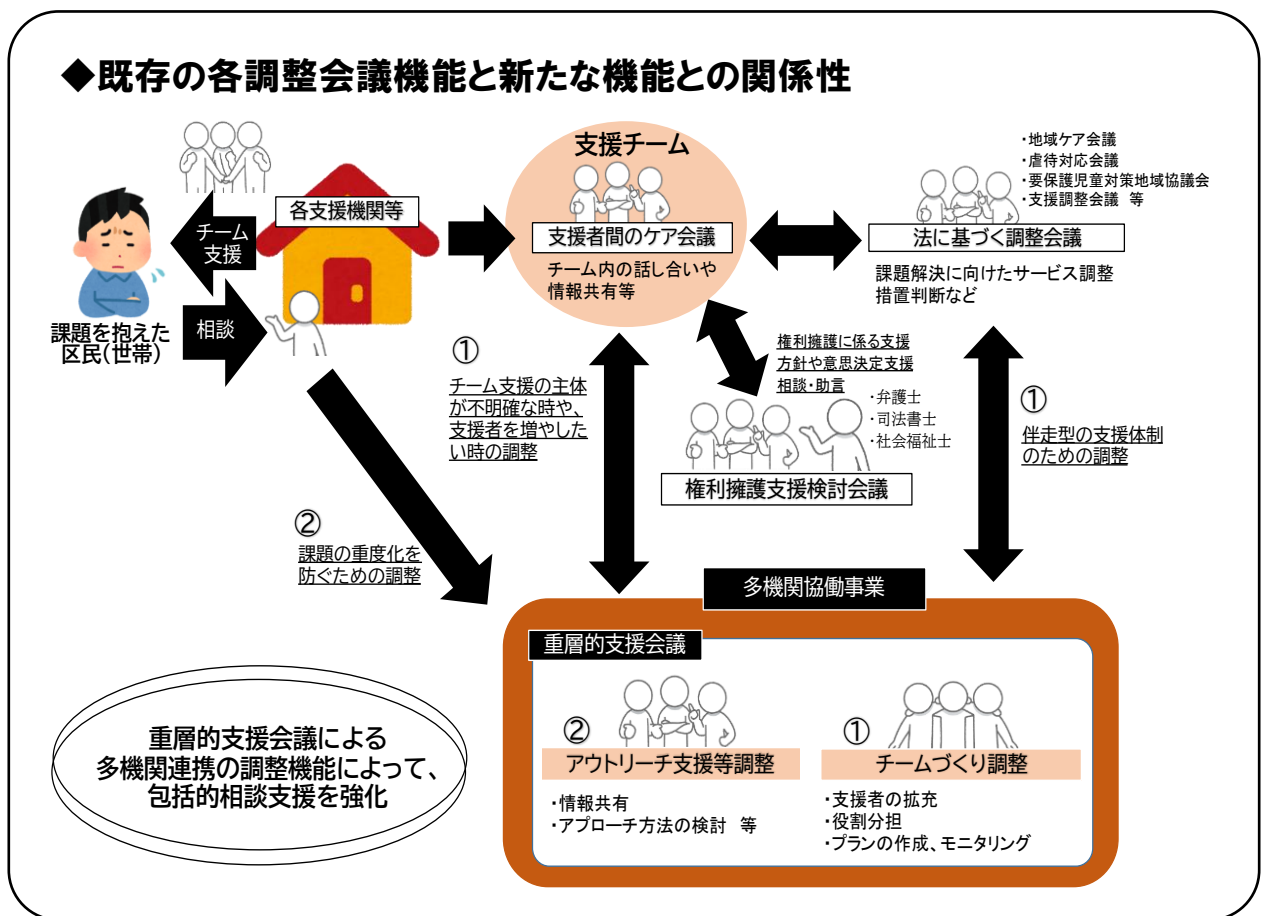 ◆既存の各調整会議機能と新たな機能との関係性
各支援機関等
チーム
支援
相談
課題を抱えた
区民(世帯)
支援チーム
支援者間のケア会議
チーム内の話し合いや
情報共有等
・地域ケア会議
・虐待対応会議
・要保護児童対策地域協議会
・支援調整会議 等
法に基づく調整会議
課題解決に向けたサービス調整
措置判断など
①
チーム支援の主体
が不明確な時や、
支援者を増やした
い時の調整
権利擁護に係る支援
方針や意思決定支援
相談・助言
・弁護士
・司法書士
・社会福祉士
権利擁護支援検討会議
①
伴走型の支援体制
のための調整
②
課題の重度化を
防ぐための調整
多機関協働事業
重層的支援会議
②
アウトリーチ支援等調整
・情報共有
・アプローチ方法の検討 等
①
チームづくり調整
・支援者の拡充
・役割分担
・プランの作成、モニタリング
重層的支援会議による
多機関連携の調整機能によって、
包括的相談支援を強化